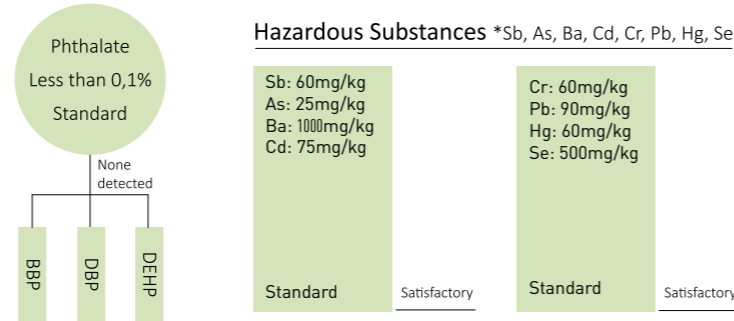 Phthalate
Less than 0,1%
Standard
None
detected
BBP
DBP
DEHP
Hazardous Substances *Sb, As, Ba, Cd, Cr, Pb, Hg, Se
Sb: 60mg/kg
As: 25mg/kg
Ba: 1000mg/kg
Cd: 75mg/kg
Standard
Satisfactory
Cr: 60mg/kg
Pb: 90mg/kg
Hg: 60mg/kg
Se: 500mg/kg
Standard
Satisfactory